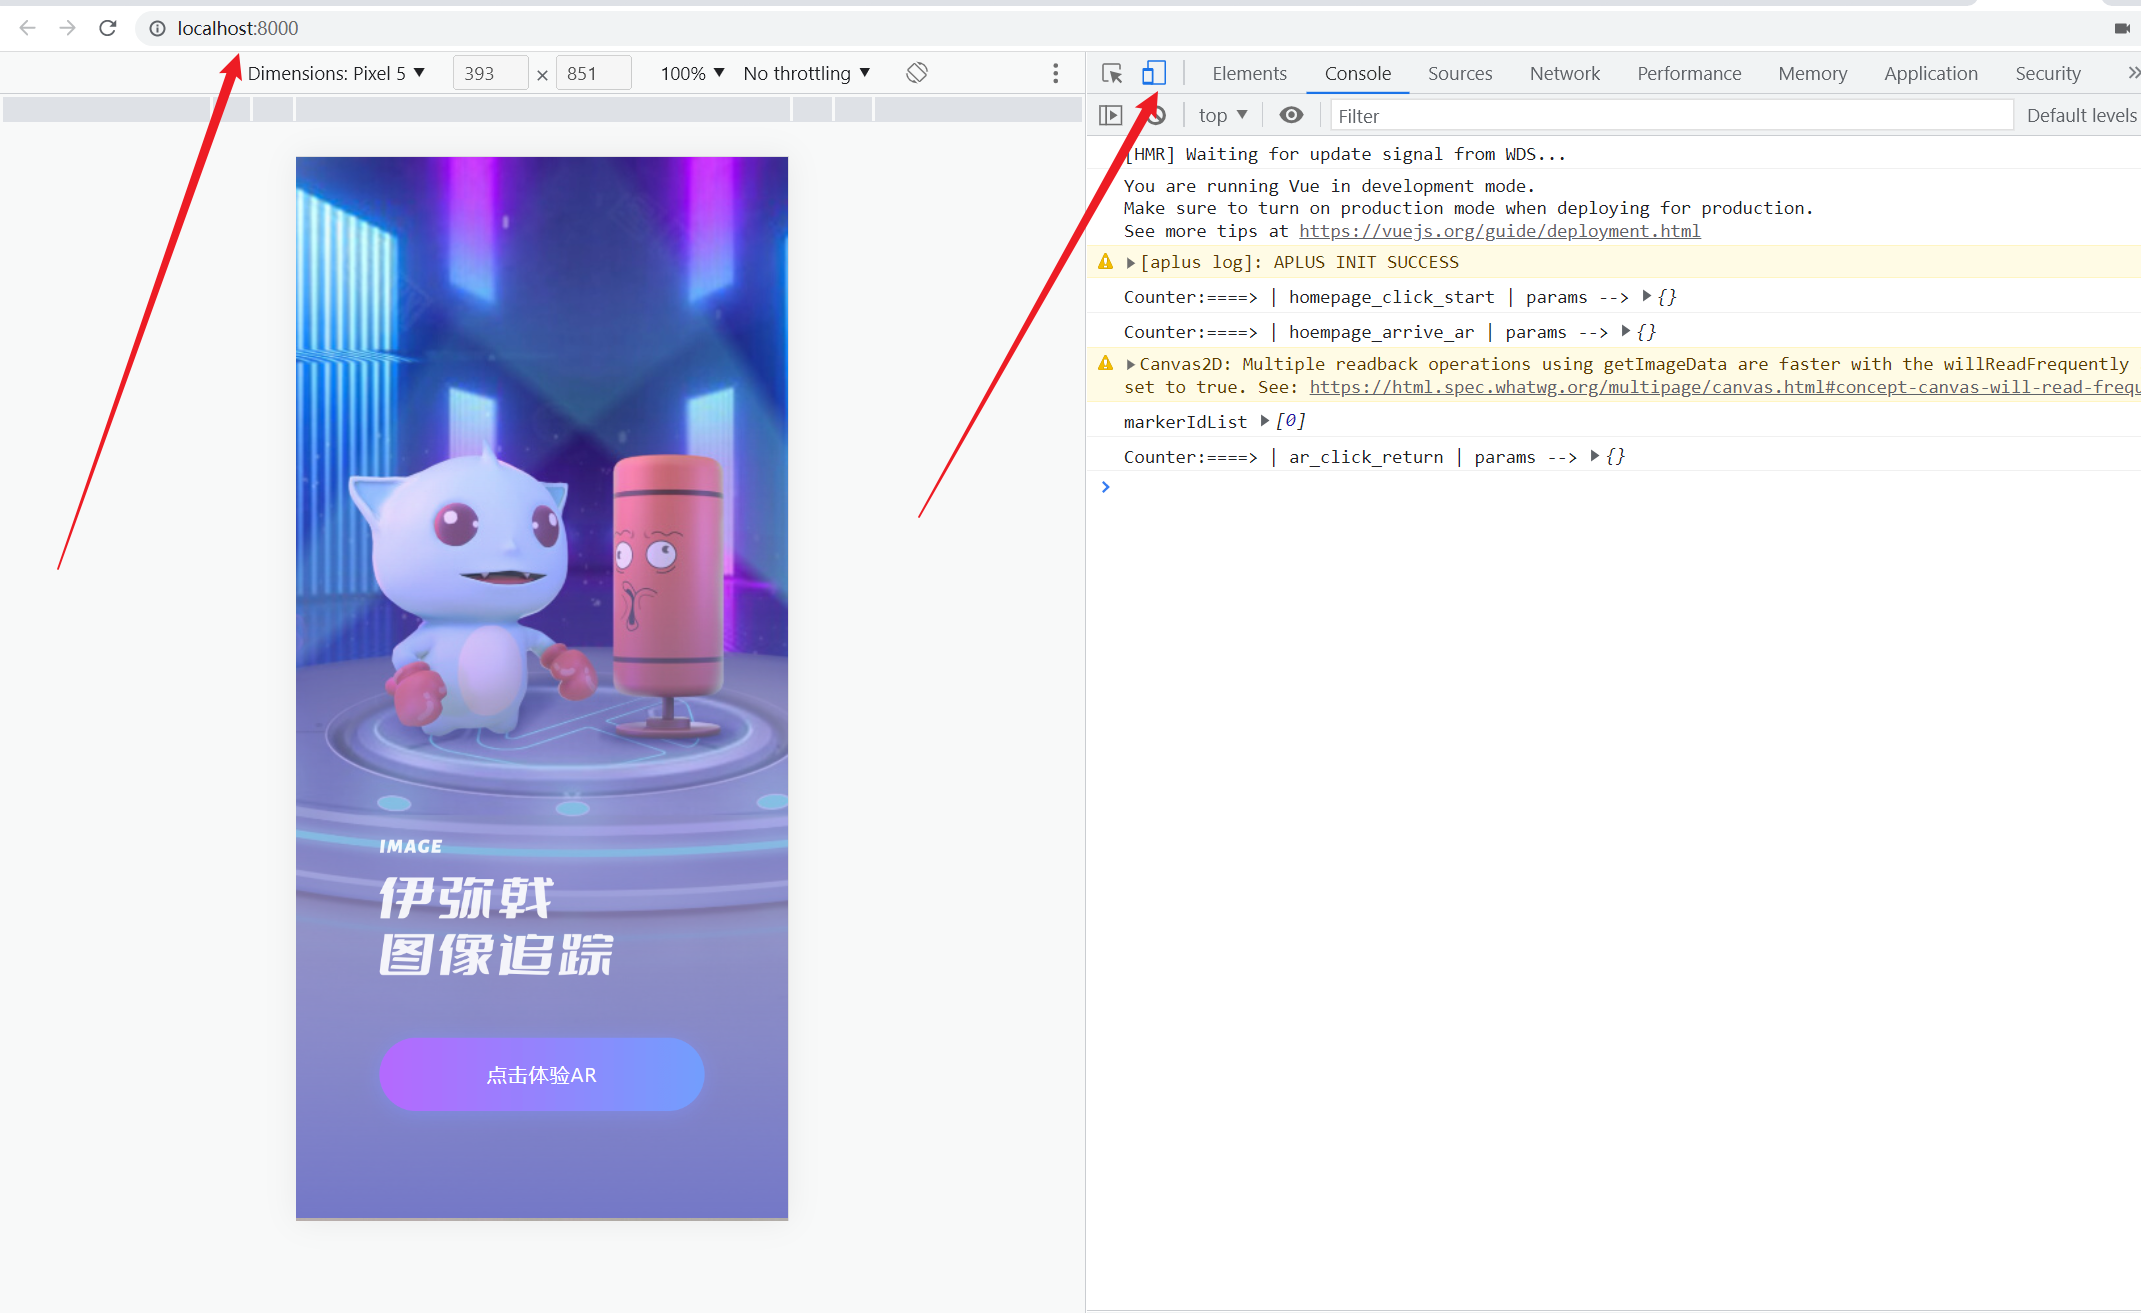 localhost:8000
Dimensions: Pixel 5 393 × 851 100% No throttling
Elements Console Sources Network Performance Memory Application Security
top Filter Default levels
[HMR] Waiting for update signal from WDS...
You are running Vue in development mode.
Make sure to turn on production mode when deploying for production.
See more tips at https://vuejs.org/guide/deployment.html
[aplus log]: APLUS INIT SUCCESS
Counter:====> | homepage_click_start | params --> {}
Counter:====> | hoempage_arrive_ar | params --> {}
Canvas2D: Multiple readback operations using getImageData are faster with the willReadFrequently
set to true. See: https://html.spec.whatwg.org/multipage/canvas.html#concept-canvas-will-read-frequ
markerIdList [0]
Counter:====> | ar_click_return | params --> {}
IMAGE
伊弥戟
图像追踪
点击体验AR